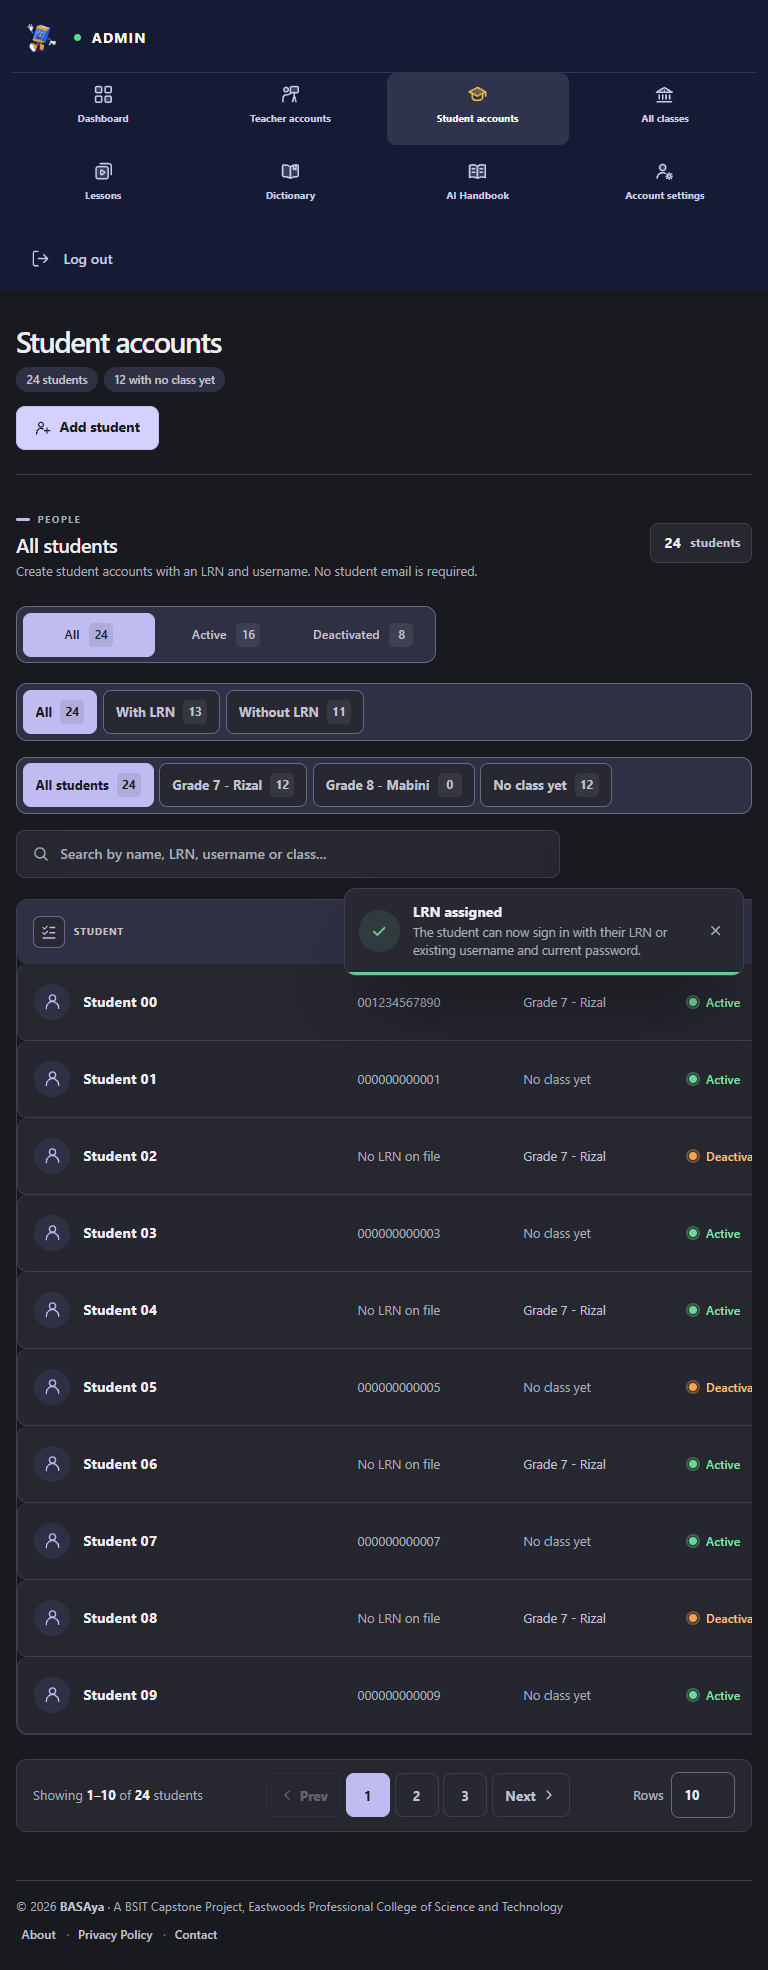 ADMIN
Dashboard
Teacher accounts
Student accounts
All classes
Lessons
Dictionary
AI Handbook
Account settings
Log out
Student accounts
24 students
12 with no class yet
Add student
PEOPLE
All students
24 students
Create student accounts with an LRN and username. No student email is required.
All 24
Active 16
Deactivated 8
All 24
With LRN 13
Without LRN 11
All students 24
Grade 7 - Rizal 12
Grade 8 - Mabini 0
No class yet 12
Search by name, LRN, username or class...
STUDENT
LRN assigned
The student can now sign in with their LRN or
existing username and current password.
Student 00 001234567890 Grade 7 - Rizal Active
Student 01 000000000001 No class yet Active
Student 02 No LRN on file Grade 7 - Rizal Deactiva
Student 03 000000000003 No class yet Active
Student 04 No LRN on file Grade 7 - Rizal Active
Student 05 000000000005 No class yet Deactiva
Student 06 No LRN on file Grade 7 - Rizal Active
Student 07 000000000007 No class yet Active
Student 08 No LRN on file Grade 7 - Rizal Deactiva
Student 09 000000000009 No class yet Active
Showing 1–10 of 24 students
Prev 1 2 3 Next
Rows 10
© 2026 BASAya · A BSIT Capstone Project, Eastwoods Professional College of Science and Technology
About · Privacy Policy · Contact